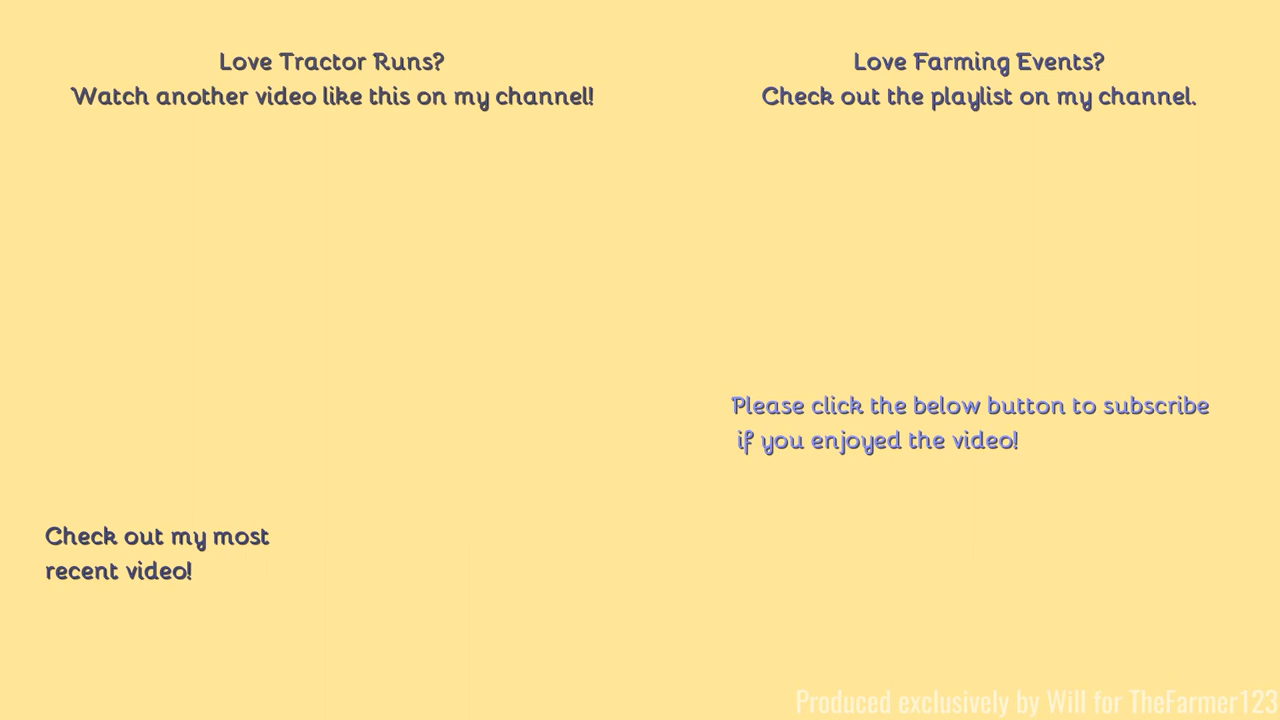 Love Tractor Runs?
Watch another video like this on my channel!
Love Farming Events?
Check out the playlist on my channel.
Please click the below button to subscribe
if you enjoyed the video!
Check out my most
recent video!
Produced exclusively by Will for TheFarmer123